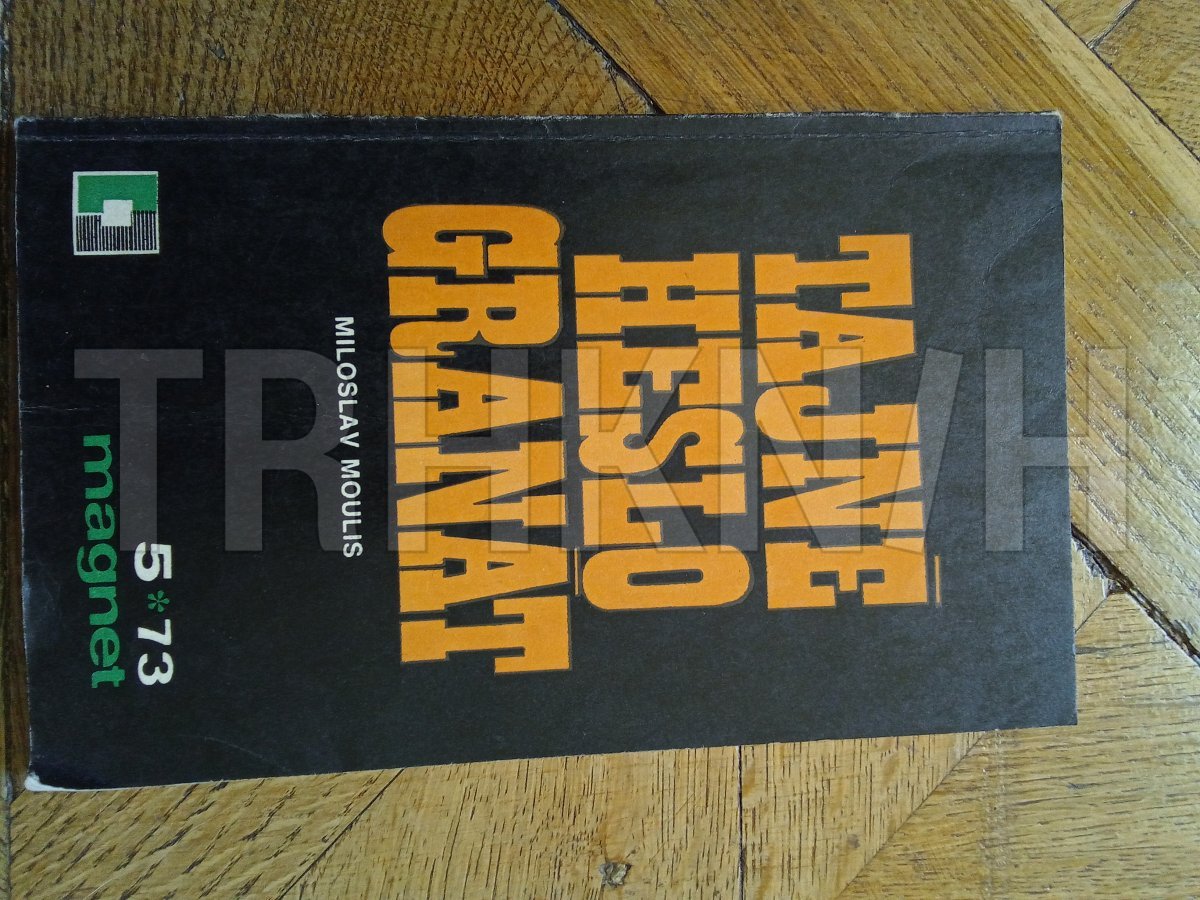 TAJNÉ
HESLO
GRANÁT
MILOSLAV MOULIS
5*73
magnet
TRHKNIH